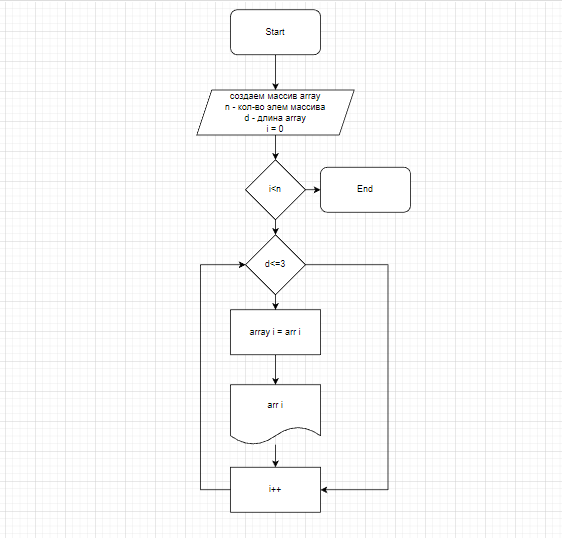 Start
создаем массив array
n - кол-во элем массива
d - длина array
i = 0
i<n
End
d<=3
array i = arr i
arr i
i++